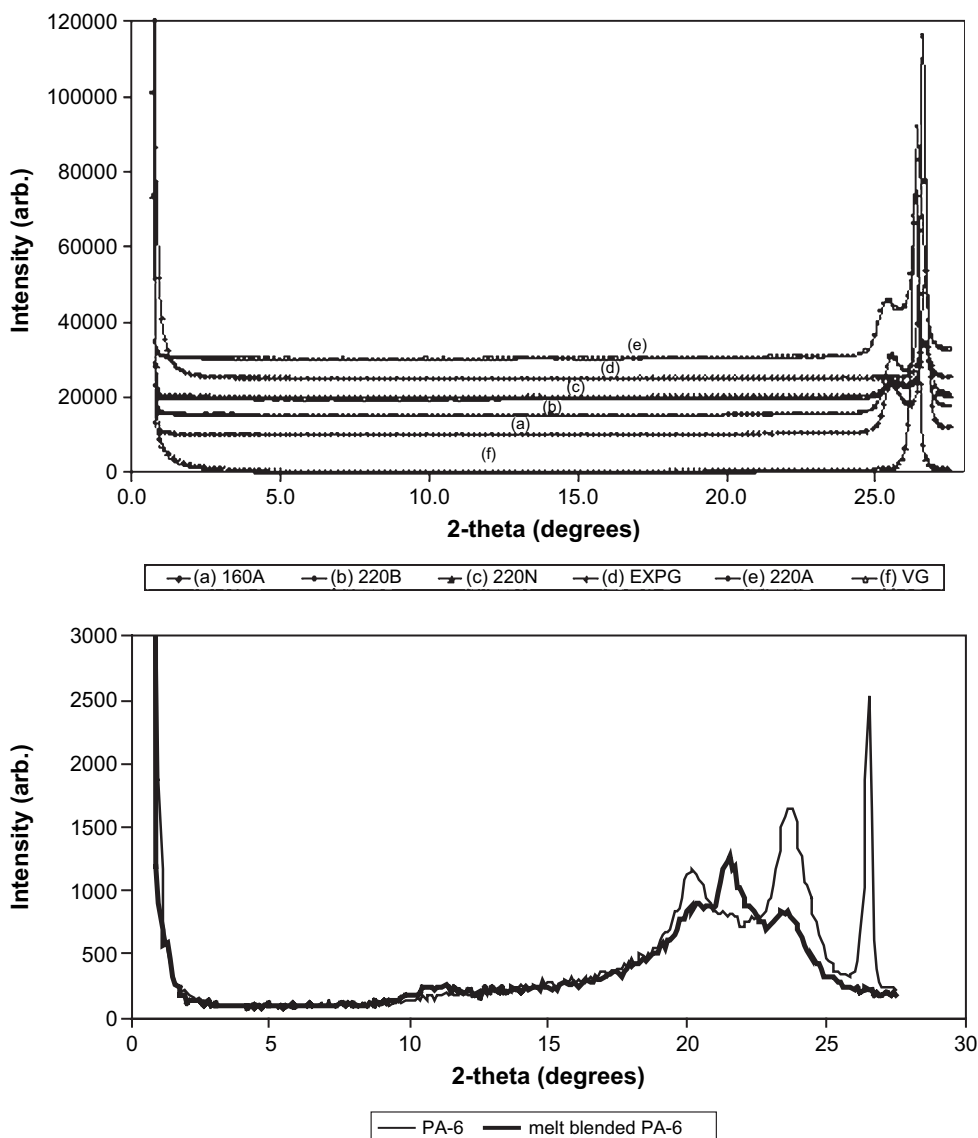 120000
100000
80000
60000
40000
20000
0
Intensity (arb.)
(e)
(d)
(c)
(b)
(a)
(f)
0.0 5.0 10.0 15.0 20.0 25.0
2-theta (degrees)
(a) 160A (b) 220B (c) 220N (d) EXPG (e) 220A (f) VG
3000
2500
2000
1500
1000
500
0
Intensity (arb.)
0 5 10 15 20 25 30
2-theta (degrees)
PA-6 melt blended PA-6